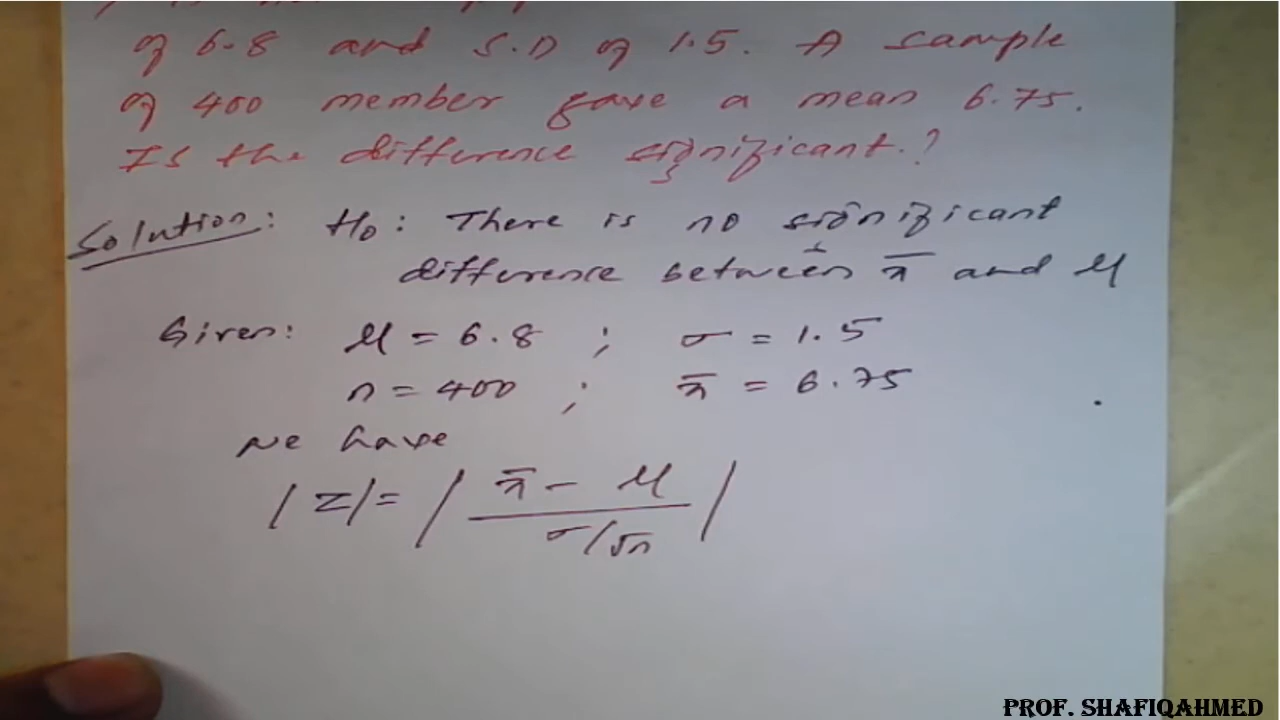 of 6.8 and S.D of 1.5. A sample
of 400 member gave a mean 6.75.
Is the difference significant.?
Solution: H₀: There is no significant
difference between x̄ and μ
Given: μ = 6.8 ; σ = 1.5
n = 400 ; x̄ = 6.75
we have
|Z| = | x̄ - μ / σ/√n |
PROF. SHAFIQAHMED